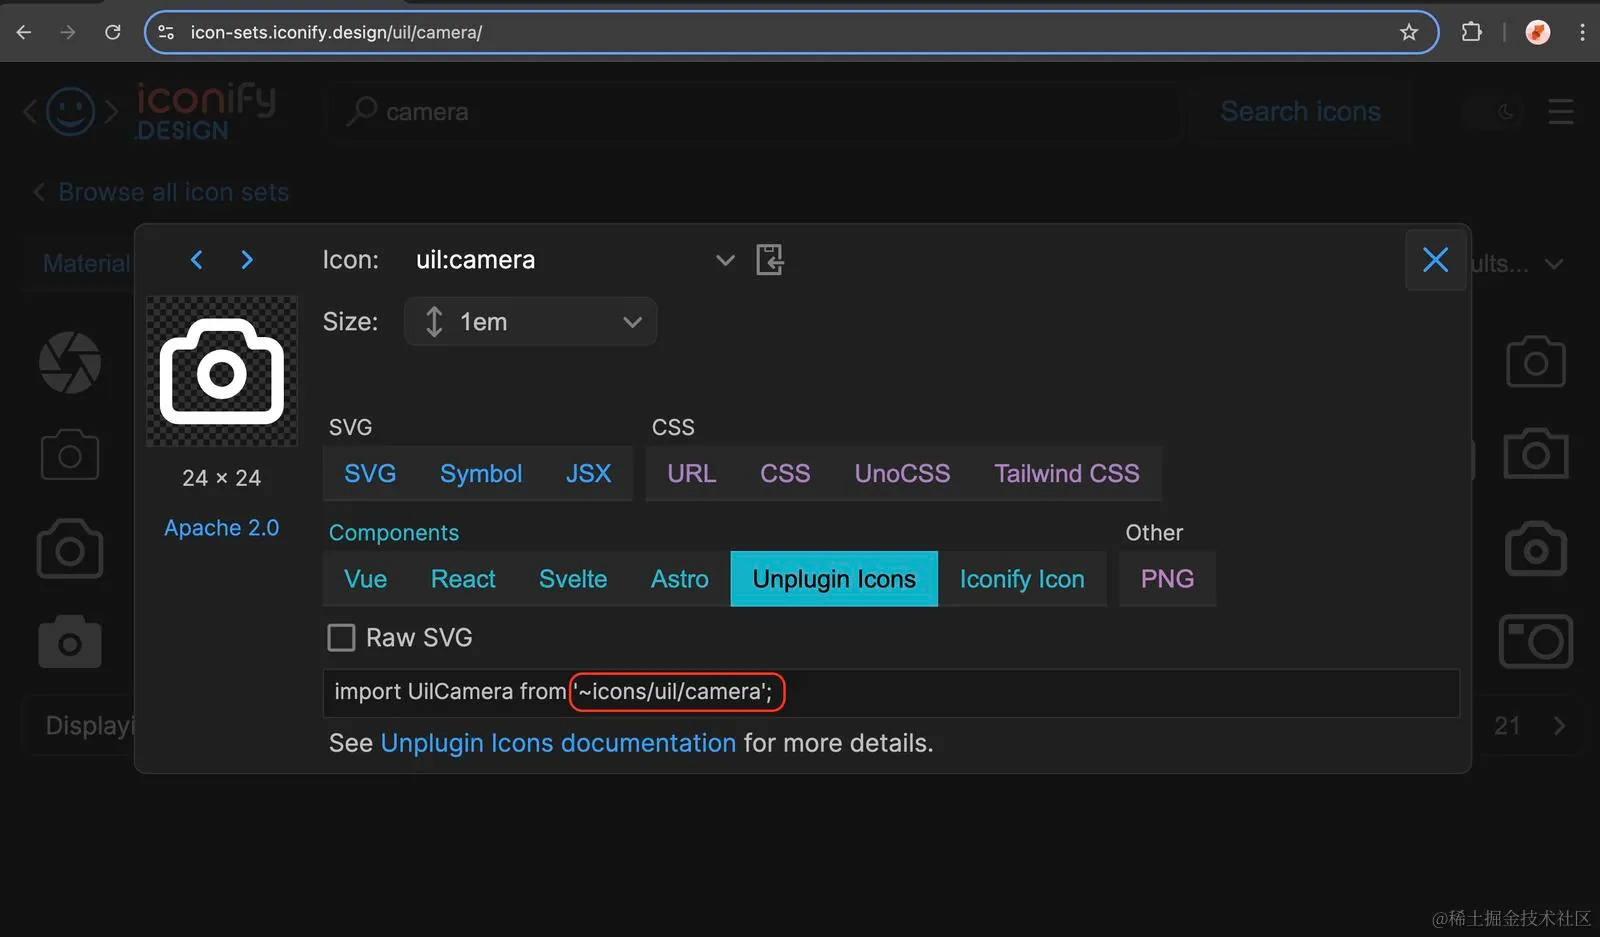 icon-sets.iconify.design/uil/camera/
iconify
.DESiGN
camera
Search icons
Browse all icon sets
Material
ults...
Icon:
uil:camera
Size:
1em
24 × 24
Apache 2.0
SVG
CSS
SVG
Symbol
JSX
URL
CSS
UnoCSS
Tailwind CSS
Components
Other
Vue
React
Svelte
Astro
Unplugin Icons
Iconify Icon
PNG
Raw SVG
import UilCamera from '~icons/uil/camera';
See Unplugin Icons documentation for more details.
Displayi
21
@稀土掘金技术社区